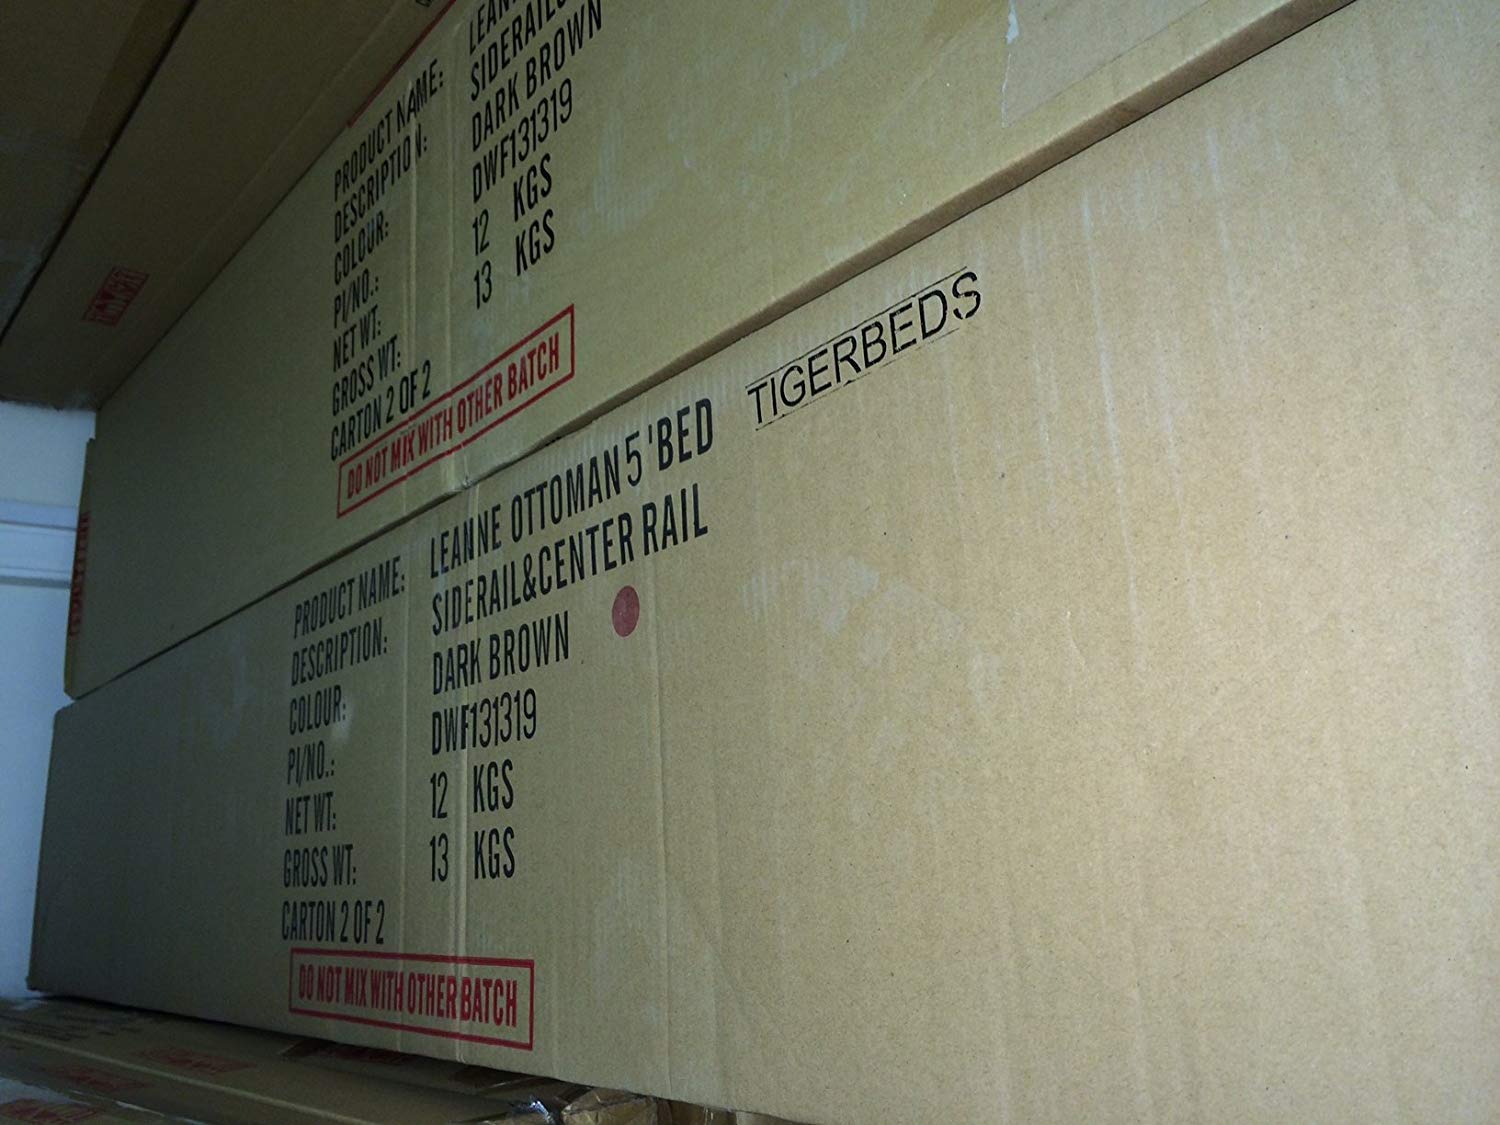 PRODUCT NAME: LEAN
DESCRIPTION: SIDERAIL
COLOUR: DARK BROWN
PI/NO.: DWF131319
NET WT: 12 KGS
GROSS WT: 13 KGS
CARTON 2 OF 2
DO NOT MIX WITH OTHER BATCH
TIGERBEDS
PRODUCT NAME: LEANNE OTTOMAN 5 'BED
DESCRIPTION: SIDERAIL&CENTER RAIL
COLOUR: DARK BROWN
PI/NO.: DWF131319
NET WT: 12 KGS
GROSS WT: 13 KGS
CARTON 2 OF 2
DO NOT MIX WITH OTHER BATCH